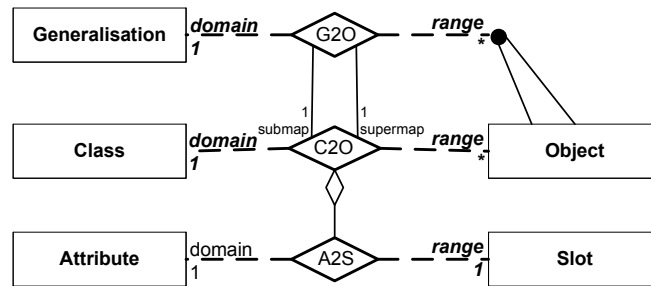 Generalisation
domain
1
G2O
range
*
1
submap
1
supermap
Class
domain
1
C2O
range
*
Object
Attribute
domain
1
A2S
range
1
Slot